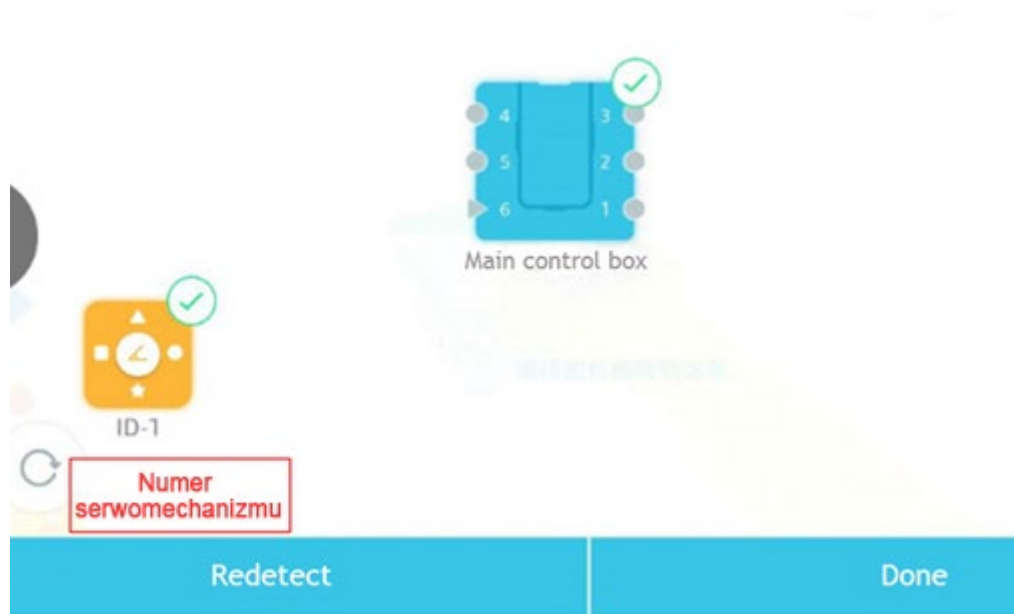 4 3
5 2
6 1
Main control box
ID-1
Numer
serwomechanizmu
Redetect Done